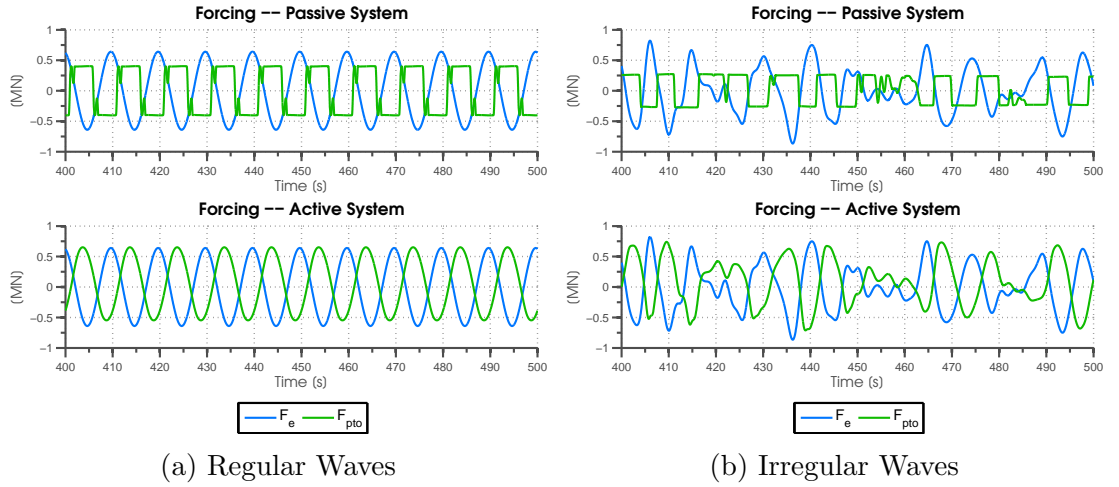 Forcing −− Passive System
1
0.5
0
−0.5
−1
(MN)
400 410 420 430 440 450 460 470 480 490 500
Time [s]
Forcing −− Active System
1
0.5
0
−0.5
−1
(MN)
400 410 420 430 440 450 460 470 480 490 500
Time [s]
F_e F_pto
(a) Regular Waves
Forcing −− Passive System
1
0.5
0
−0.5
−1
(MN)
400 410 420 430 440 450 460 470 480 490 500
Time [s]
Forcing −− Active System
1
0.5
0
−0.5
−1
(MN)
400 410 420 430 440 450 460 470 480 490 500
Time [s]
F_e F_pto
(b) Irregular Waves